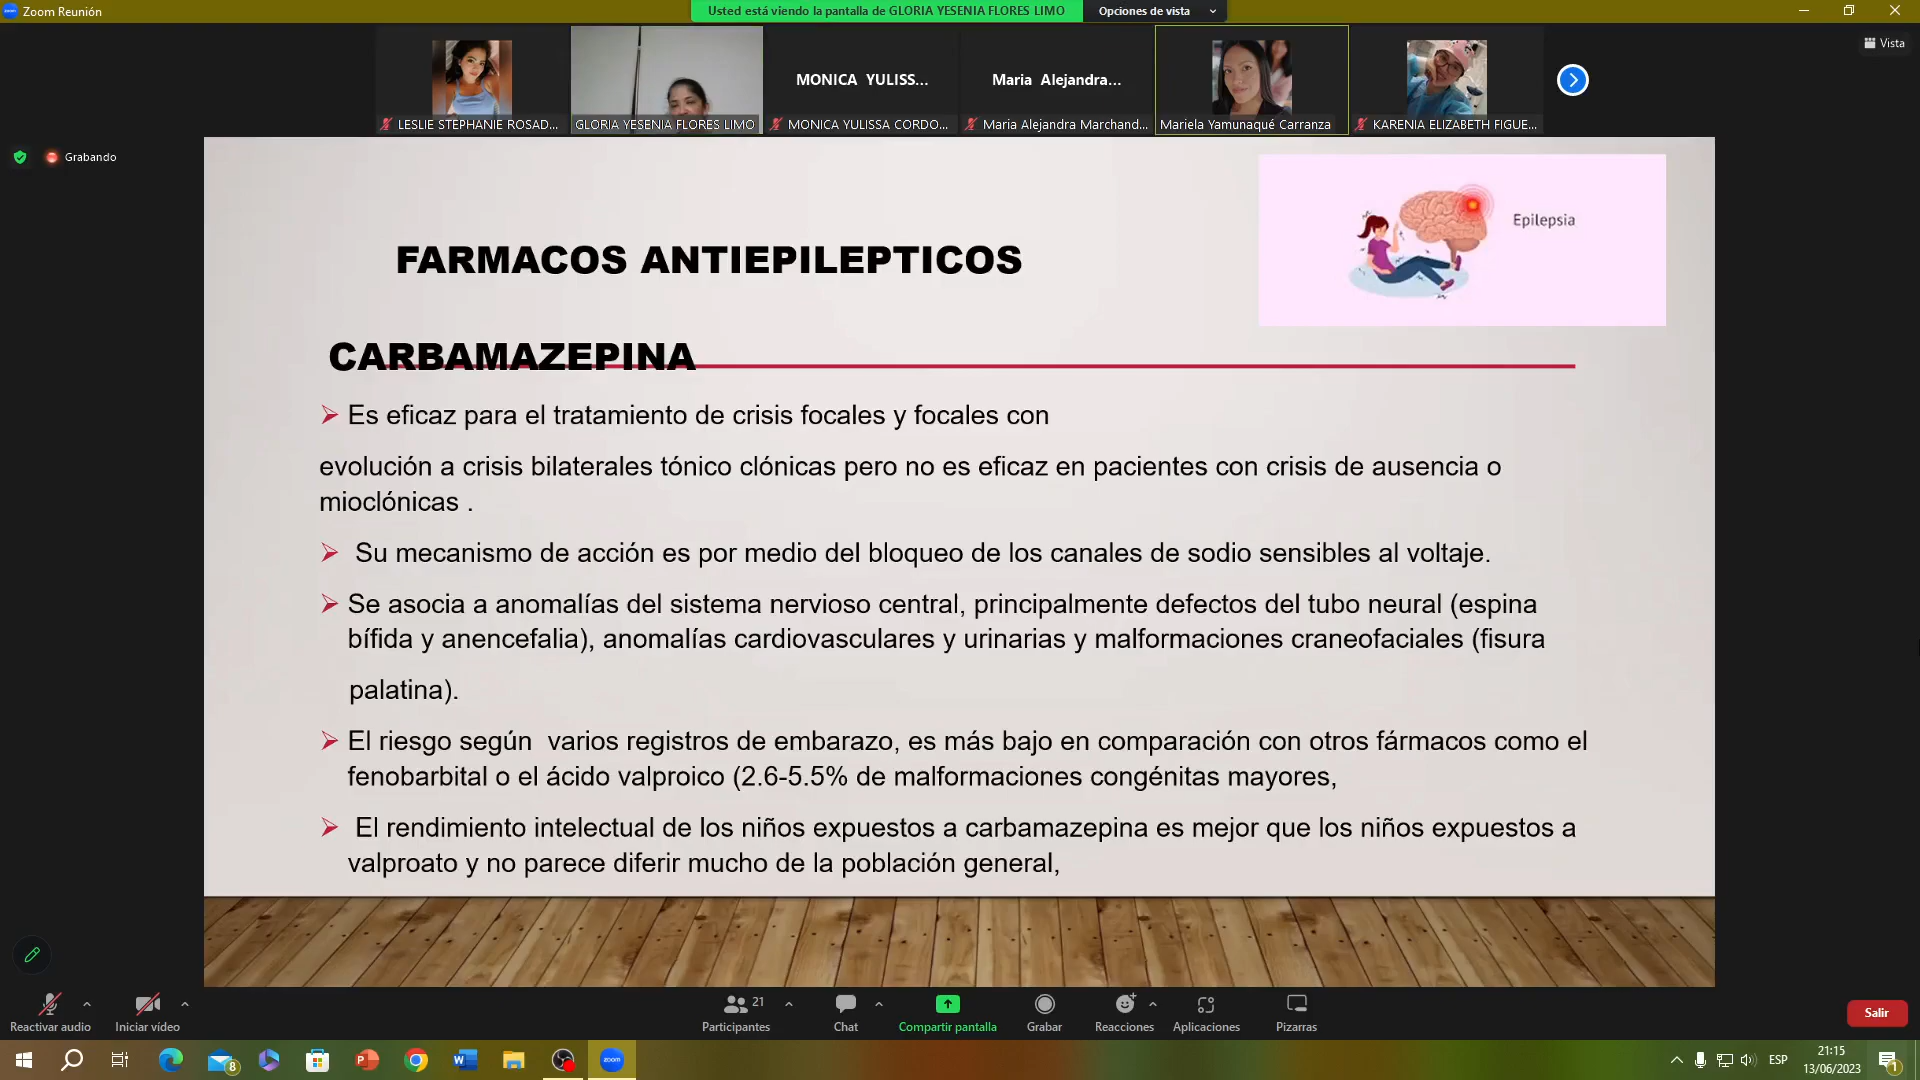 Zoom Reunión
Usted está viendo la pantalla de GLORIA YESENIA FLORES LIMO
Opciones de vista
Vista
MONICA YULISS...
Maria Alejandra...
LESLIE STEPHANIE ROSAD...
GLORIA YESENIA FLORES LIMO
MONICA YULISSA CORDO...
Maria Alejandra Marchand...
Mariela Yamunaqué Carranza
KARENIA ELIZABETH FIGUE...
Grabando
Epilepsia
FARMACOS ANTIEPILEPTICOS
CARBAMAZEPINA
Es eficaz para el tratamiento de crisis focales y focales con
evolución a crisis bilaterales tónico clónicas pero no es eficaz en pacientes con crisis de ausencia o
mioclónicas .
Su mecanismo de acción es por medio del bloqueo de los canales de sodio sensibles al voltaje.
Se asocia a anomalías del sistema nervioso central, principalmente defectos del tubo neural (espina
bífida y anencefalia), anomalías cardiovasculares y urinarias y malformaciones craneofaciales (fisura
palatina).
El riesgo según varios registros de embarazo, es más bajo en comparación con otros fármacos como el
fenobarbital o el ácido valproico (2.6-5.5% de malformaciones congénitas mayores,
El rendimiento intelectual de los niños expuestos a carbamazepina es mejor que los niños expuestos a
valproato y no parece diferir mucho de la población general,
Reactivar audio
Iniciar vídeo
21
Participantes
Chat
Compartir pantalla
Grabar
Reacciones
Aplicaciones
Pizarras
Salir
8
zoom
ESP
21:15
13/06/2023
1